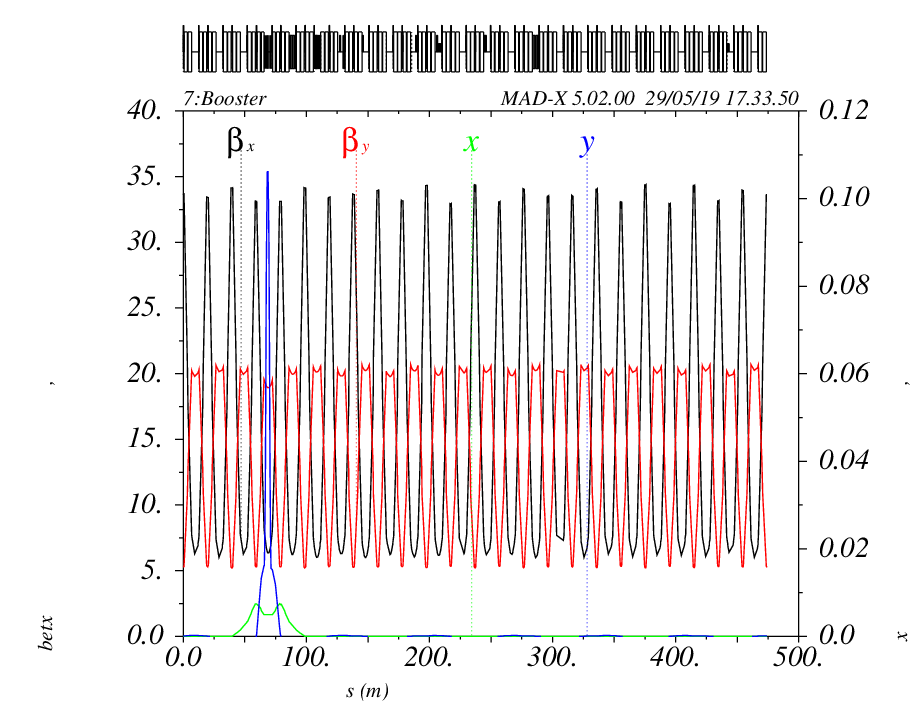 7:Booster MAD-X 5.02.00 29/05/19 17.33.50
40. 0.12
βx βy x y
35.
0.10
30.
0.08
25.
20. 0.06
,
,
15.
0.04
10.
0.02
5.
betx
x
0.0 0.0
0.0 100. 200. 300. 400. 500.
s (m)